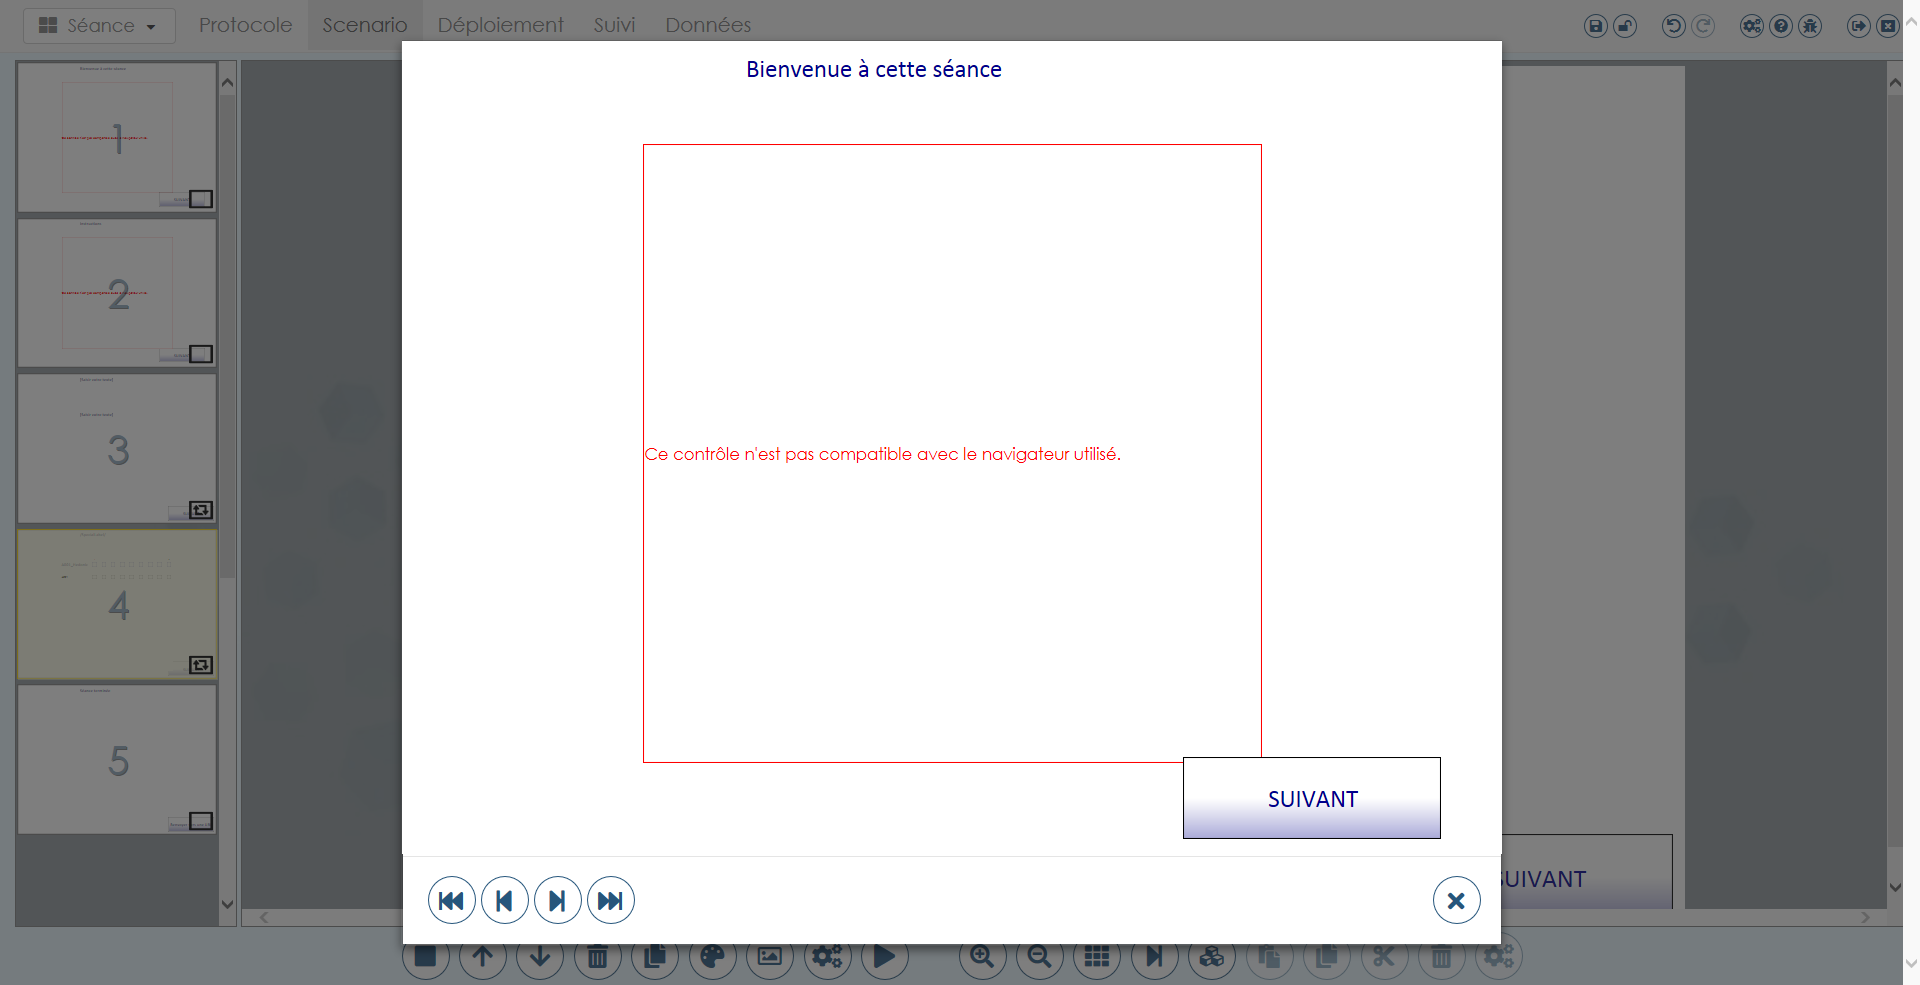 Séance
Protocole
Scenario
Déploiement
Suivi
Données
Bienvenue à cette séance
1
2
3
4
5
Ce contrôle n'est pas compatible avec le navigateur utilisé.
SUIVANT
SUIVANT